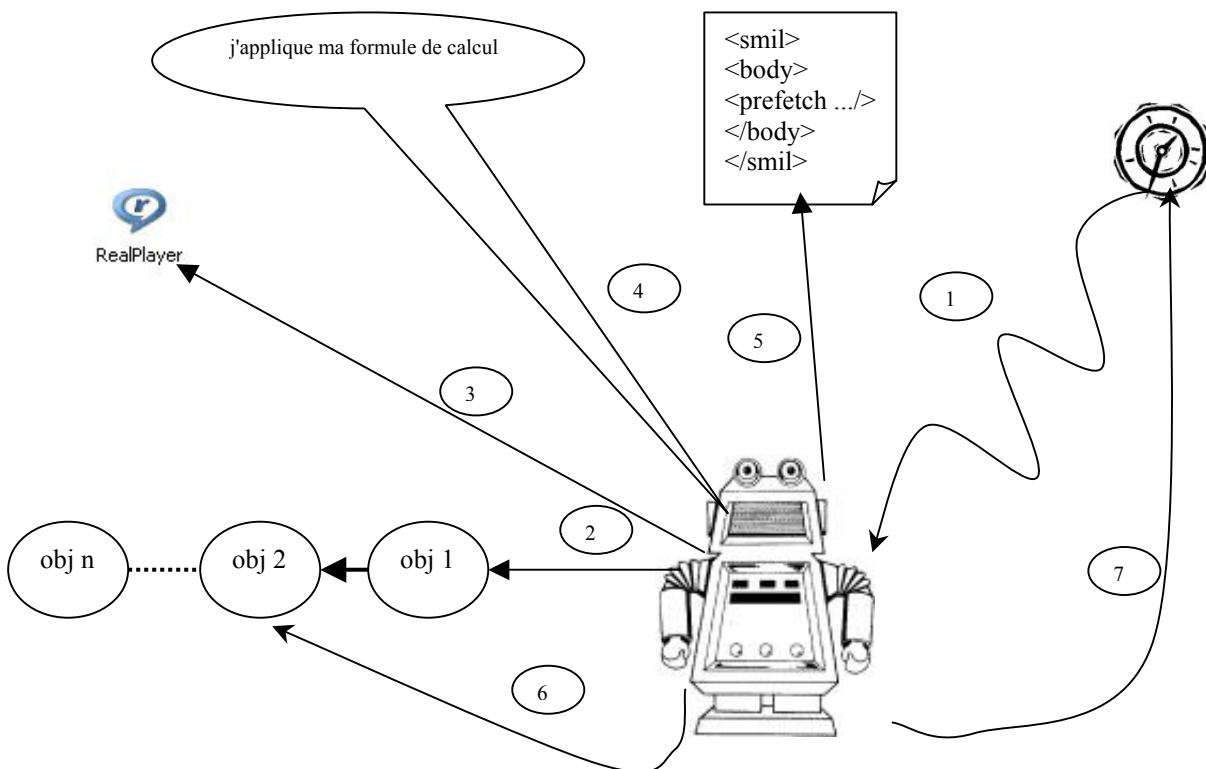 j'applique ma formule de calcul
<smil>
<body>
<prefetch .../>
</body>
</smil>
r
RealPlayer
4
1
5
3
2
7
obj n
obj 2
obj 1
6